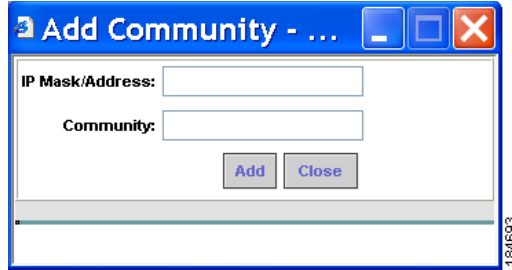 Add Community - ...
IP Mask/Address:
Community:
Add Close
184693